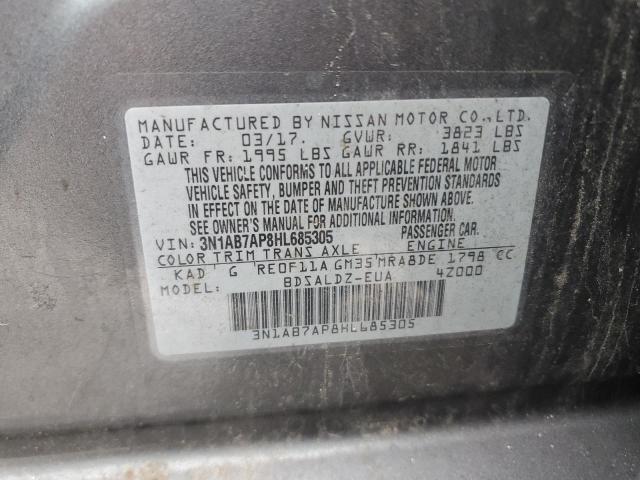 MANUFACTURED BY NISSAN MOTOR CO.,LTD.
DATE: 03/17. GVWR: 3823 LBS
GAWR FR: 1995 LBS GAWR RR: 1841 LBS
THIS VEHICLE CONFORMS TO ALL APPLICABLE FEDERAL MOTOR
VEHICLE SAFETY, BUMPER AND THEFT PREVENTION STANDARDS
IN EFFECT ON THE DATE OF MANUFACTURE SHOWN ABOVE.
SEE OWNER'S MANUAL FOR ADDITIONAL INFORMATION.
VIN: 3N1AB7AP8HL685305 PASSENGER CAR.
COLOR TRIM TRANS AXLE ENGINE
KAD G RE0F11A GM35 MRA8DE 1798 CC
MODEL: BDSALDZ-EUA 4Z000
3N1AB7AP8HL685305